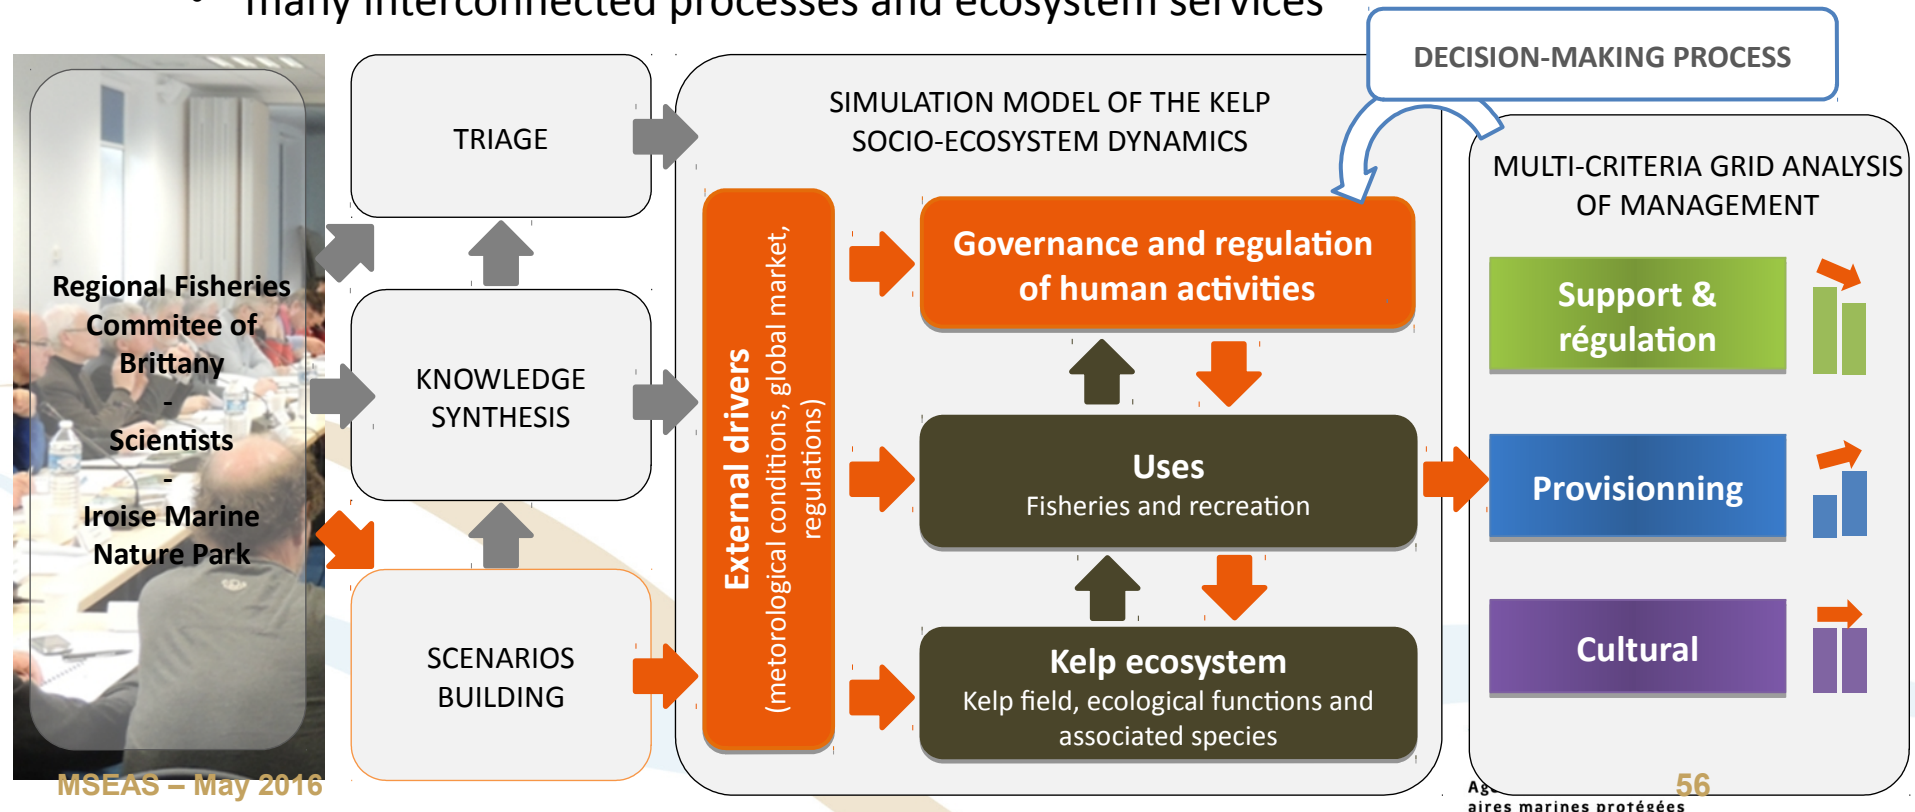 many interconnected processes and ecosystem services
DECISION-MAKING PROCESS
Regional Fisheries
Commitee of
Brittany
-
Scientists
-
Iroise Marine
Nature Park
TRIAGE
KNOWLEDGE
SYNTHESIS
SCENARIOS
BUILDING
SIMULATION MODEL OF THE KELP
SOCIO-ECOSYSTEM DYNAMICS
External drivers
(metorological conditions, global market,
regulations)
Governance and regulation
of human activities
Uses
Fisheries and recreation
Kelp ecosystem
Kelp field, ecological functions and
associated species
MULTI-CRITERIA GRID ANALYSIS
OF MANAGEMENT
Support &
régulation
Provisionning
Cultural
MSEAS – May 2016
56
aires marines protégées